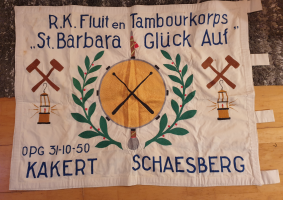 R.K. Fluit en Tambourkorps
„St. Barbara Glück Auf„
OPG 31-10-50
KAKERT SCHAESBERG